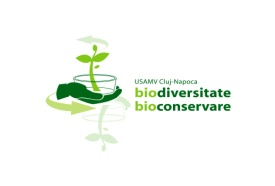 USAMV Cluj-Napoca
biodiversitate
bioconservare